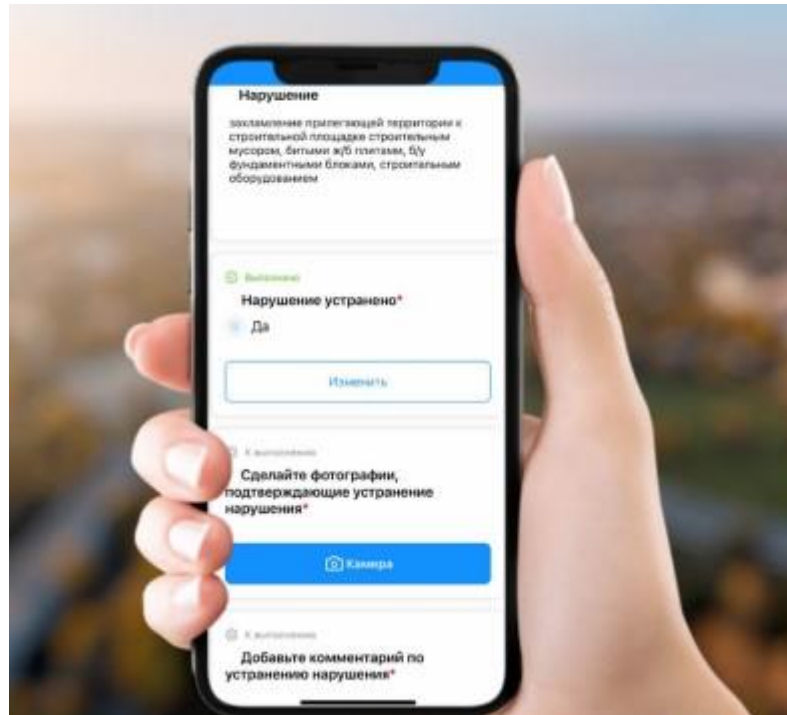 Нарушение
захламление прилегающей территории к
строительной площадке строительным
мусором, битыми ж/б плитами, б/у
фундаментными блоками, строительным
оборудованием
Выполнено
Нарушение устранено*
Да
Изменить
К выполнению
Сделайте фотографии,
подтверждающие устранение
нарушения*
Камера
К выполнению
Добавьте комментарий по
устранению нарушения*